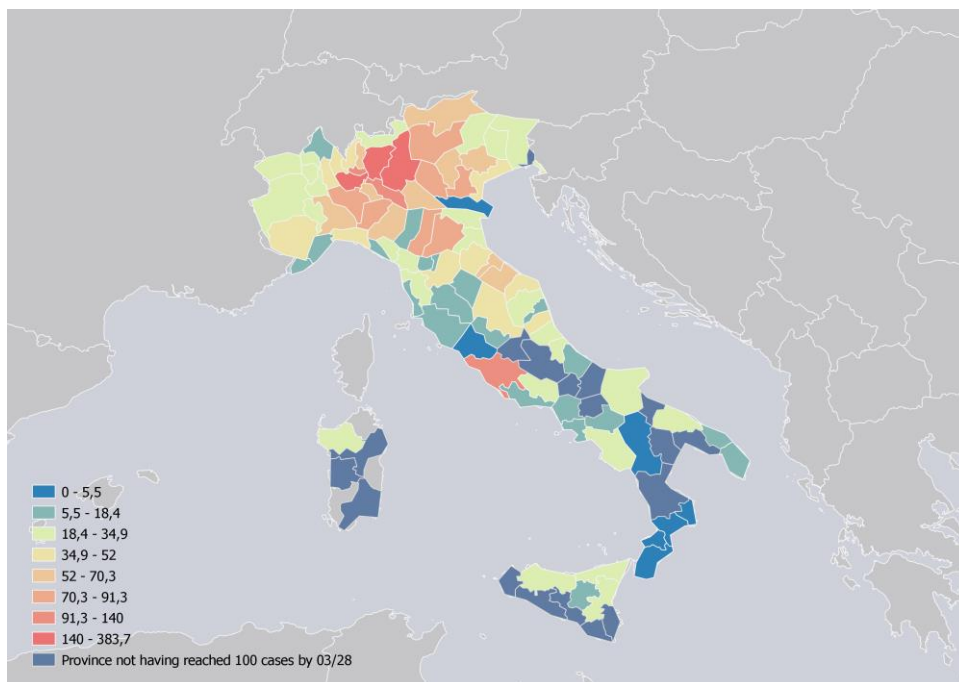 0 - 5,5
5,5 - 18,4
18,4 - 34,9
34,9 - 52
52 - 70,3
70,3 - 91,3
91,3 - 140
140 - 383,7
Province not having reached 100 cases by 03/28